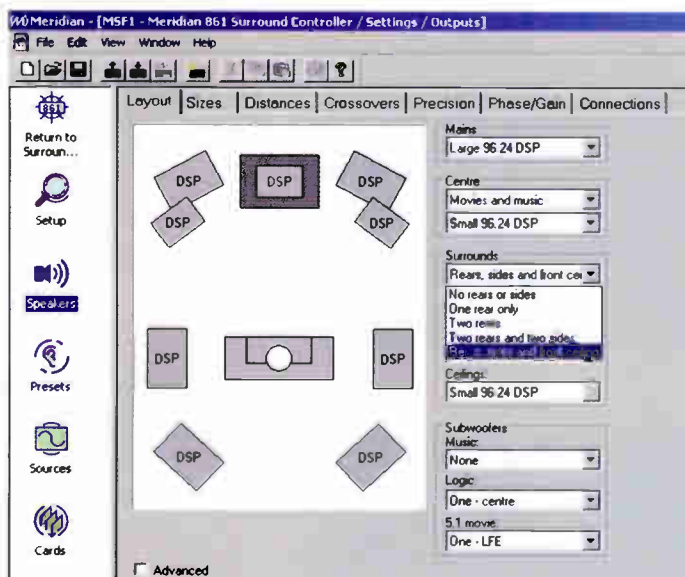 Meridian - [MSF1 - Meridian 861 Surround Controller / Settings / Outputs]
File Edit View Window Help
861
Return to
Surroun...
Setup
Speakers
Presets
Sources
Cards
Layout Sizes Distances Crossovers Precision Phase/Gain Connections
DSP DSP DSP
DSP DSP
DSP DSP
DSP DSP
Advanced
Mains
Large 96.24 DSP
Centre
Movies and music
Small 96.24 DSP
Surrounds
Rears, sides and front cei
No rears or sides
One rear only
Two rears
Two rears and two sides
sides and front
Ceilings:
Small 96.24 DSP
Subwoofers
Music:
None
Logic:
One - centre
5.1 movie:
One - LFE